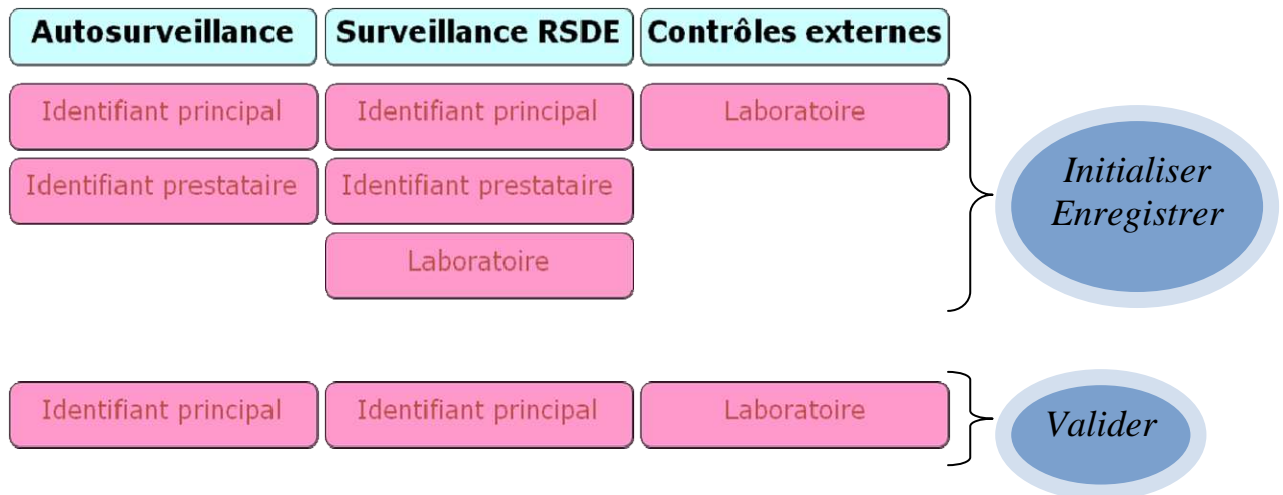 Autosurveillance Surveillance RSDE Contrôles externes
Identifiant principal Identifiant principal Laboratoire
Identifiant prestataire Identifiant prestataire
Laboratoire
Initialiser
Enregistrer
Identifiant principal Identifiant principal Laboratoire
Valider